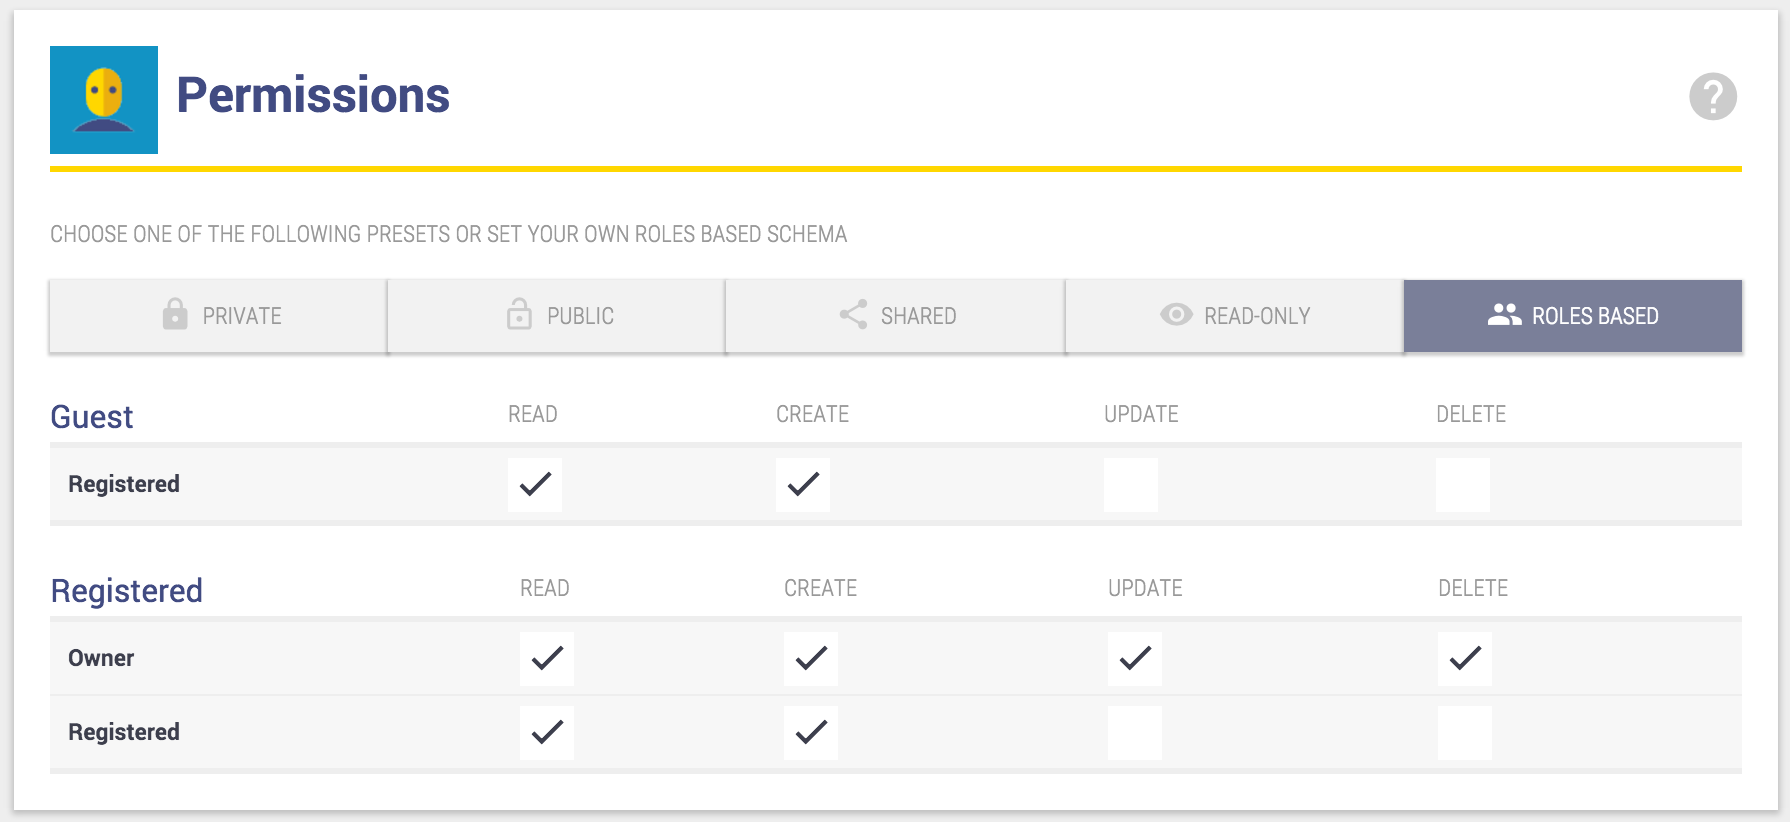 Permissions
?
CHOOSE ONE OF THE FOLLOWING PRESETS OR SET YOUR OWN ROLES BASED SCHEMA
PRIVATE PUBLIC SHARED READ-ONLY ROLES BASED
Guest READ CREATE UPDATE DELETE
Registered
Registered READ CREATE UPDATE DELETE
Owner
Registered